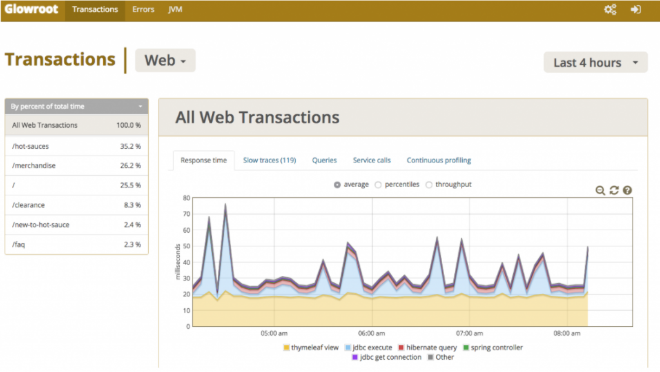 Glowroot Transactions Errors JVM
Transactions Web
Last 4 hours
By percent of total time
All Web Transactions 100.0 %
/hot-sauces 35.2 %
/merchandise 26.2 %
/ 25.5 %
/clearance 8.3 %
/new-to-hot-sauce 2.4 %
/faq 2.3 %
All Web Transactions
Response time Slow traces (119) Queries Service calls Continuous profiling
average percentiles throughput
milliseconds
80
70
60
50
40
30
20
10
0
05:00 am 06:00 am 07:00 am 08:00 am
thymeleaf view jdbc execute hibernate query spring controller
jdbc get connection Other